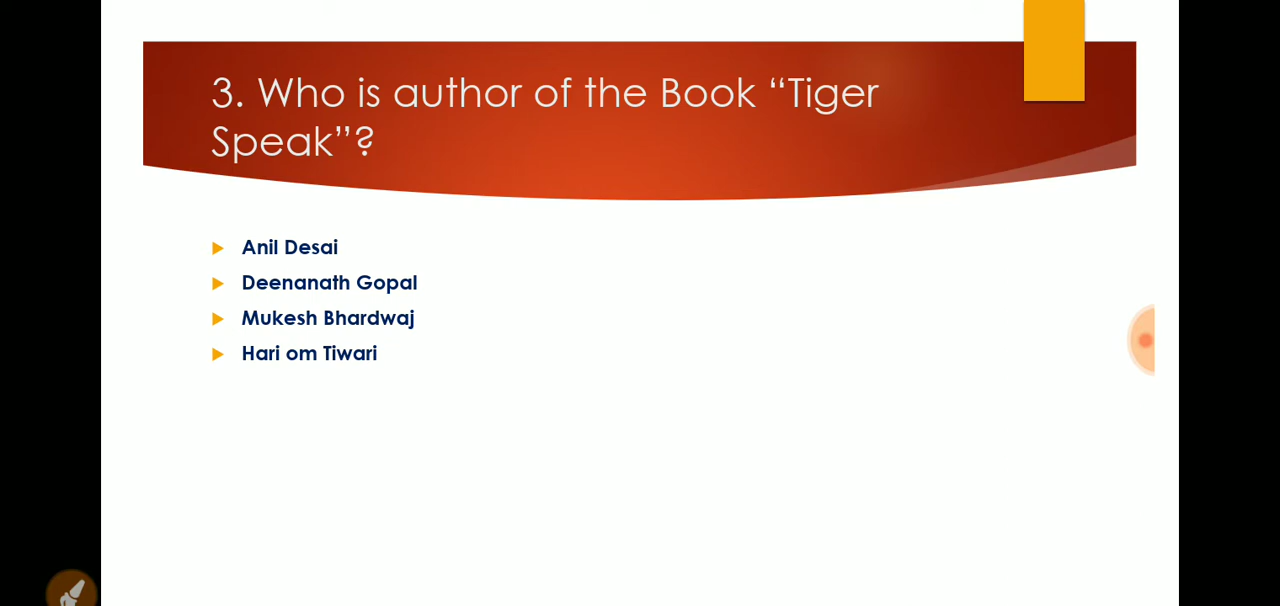 3. Who is author of the Book “Tiger
Speak”?
Anil Desai
Deenanath Gopal
Mukesh Bhardwaj
Hari om Tiwari